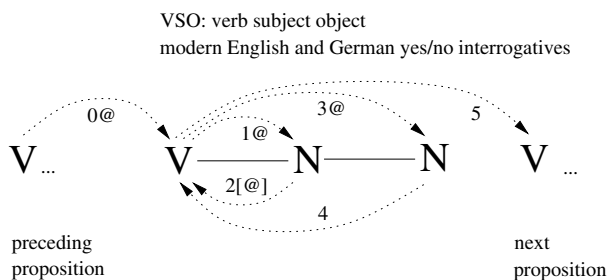 VSO: verb subject object
modern English and German yes/no interrogatives
0@ 1@ 3@ 5
V... V N N V ...
2[@] 4
preceding next
proposition proposition